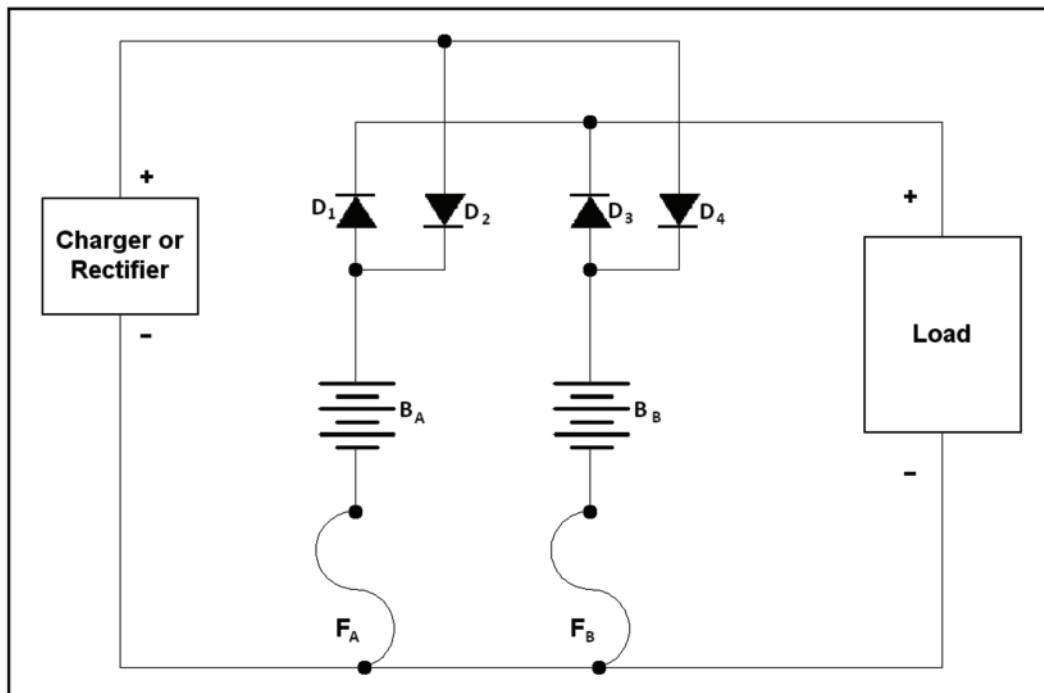 +
+
D1
D2
D3
D4
Charger or
Rectifier
-
Load
BA
BB
-
FA
FB